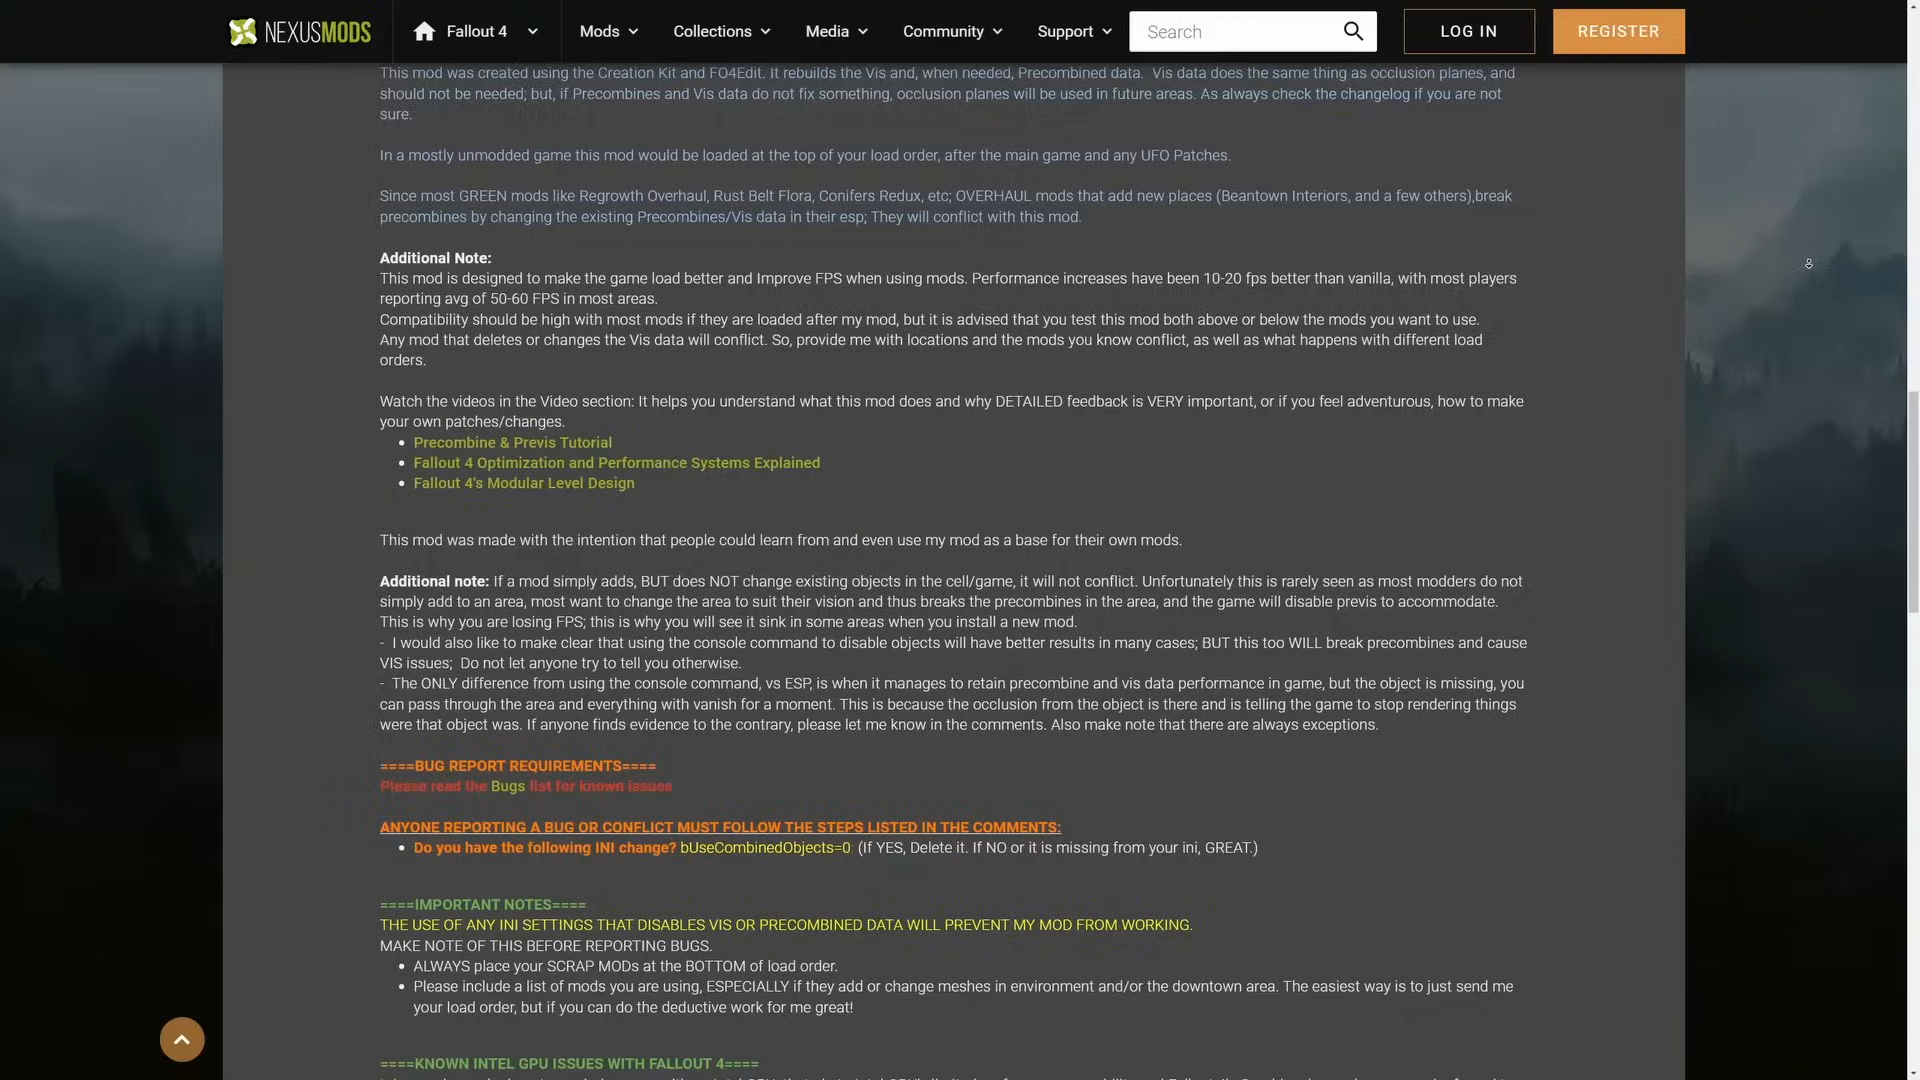 NEXUSMODS Fallout 4 Mods Collections Media Community Support Search LOG IN REGISTER
This mod was created using the Creation Kit and FO4Edit. It rebuilds the Vis and, when needed, Precombined data.  Vis data does the same thing as occlusion planes, and
should not be needed; but, if Precombines and Vis data do not fix something, occlusion planes will be used in future areas. As always check the changelog if you are not
sure.
In a mostly unmodded game this mod would be loaded at the top of your load order, after the main game and any UFO Patches.
Since most GREEN mods like Regrowth Overhaul, Rust Belt Flora, Conifers Redux, etc; OVERHAUL mods that add new places (Beantown Interiors, and a few others),break
precombines by changing the existing Precombines/Vis data in their esp; They will conflict with this mod.
Additional Note:
This mod is designed to make the game load better and Improve FPS when using mods. Performance increases have been 10-20 fps better than vanilla, with most players
reporting avg of 50-60 FPS in most areas.
Compatibility should be high with most mods if they are loaded after my mod, but it is advised that you test this mod both above or below the mods you want to use.
Any mod that deletes or changes the Vis data will conflict. So, provide me with locations and the mods you know conflict, as well as what happens with different load
orders.
Watch the videos in the Video section: It helps you understand what this mod does and why DETAILED feedback is VERY important, or if you feel adventurous, how to make
your own patches/changes.
• Precombine & Previs Tutorial
• Fallout 4 Optimization and Performance Systems Explained
• Fallout 4's Modular Level Design
This mod was made with the intention that people could learn from and even use my mod as a base for their own mods.
Additional note: If a mod simply adds, BUT does NOT change existing objects in the cell/game, it will not conflict. Unfortunately this is rarely seen as most modders do not
simply add to an area, most want to change the area to suit their vision and thus breaks the precombines in the area, and the game will disable previs to accommodate.
This is why you are losing FPS; this is why you will see it sink in some areas when you install a new mod.
-  I would also like to make clear that using the console command to disable objects will have better results in many cases; BUT this too WILL break precombines and cause
VIS issues;  Do not let anyone try to tell you otherwise.
-  The ONLY difference from using the console command, vs ESP, is when it manages to retain precombine and vis data performance in game, but the object is missing, you
can pass through the area and everything with vanish for a moment. This is because the occlusion from the object is there and is telling the game to stop rendering things
were that object was. If anyone finds evidence to the contrary, please let me know in the comments. Also make note that there are always exceptions.
====BUG REPORT REQUIREMENTS====
Please read the Bugs list for known issues
ANYONE REPORTING A BUG OR CONFLICT MUST FOLLOW THE STEPS LISTED IN THE COMMENTS:
• Do you have the following INI change? bUseCombinedObjects=0 (If YES, Delete it. If NO or it is missing from your ini, GREAT.)
====IMPORTANT NOTES====
THE USE OF ANY INI SETTINGS THAT DISABLES VIS OR PRECOMBINED DATA WILL PREVENT MY MOD FROM WORKING.
MAKE NOTE OF THIS BEFORE REPORTING BUGS.
• ALWAYS place your SCRAP MODs at the BOTTOM of load order.
• Please include a list of mods you are using, ESPECIALLY if they add or change meshes in environment and/or the downtown area. The easiest way is to just send me
your load order, but if you can do the deductive work for me great!
====KNOWN INTEL GPU ISSUES WITH FALLOUT 4====